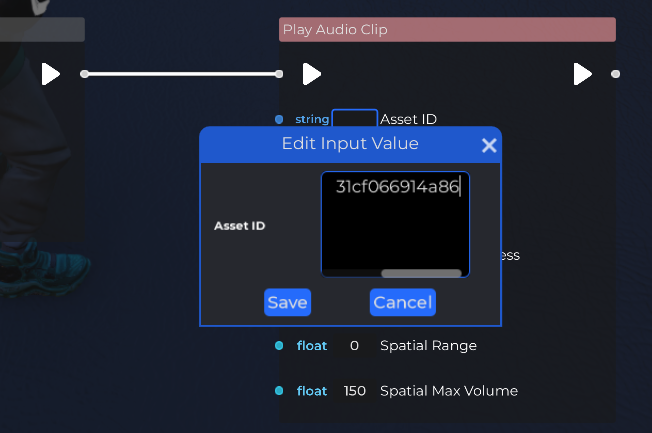 Play Audio Clip
string Asset ID
Edit Input Value
31cf066914a86
Asset ID
ess
Save Cancel
float 0 Spatial Range
float 150 Spatial Max Volume